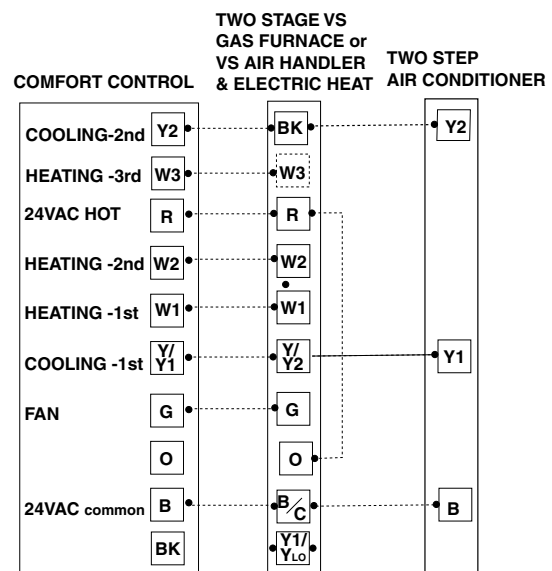 TWO STAGE VS
GAS FURNACE or
VS AIR HANDLER
& ELECTRIC HEAT
TWO STEP
AIR CONDITIONER
COMFORT CONTROL
COOLING-2nd Y2 BK Y2
HEATING -3rd W3 W3
24VAC HOT R R
HEATING -2nd W2 W2
HEATING -1st W1 W1
COOLING -1st Y/Y1 Y/Y2 Y1
FAN G G
O O
24VAC common B B/C B
BK Y1/YLO